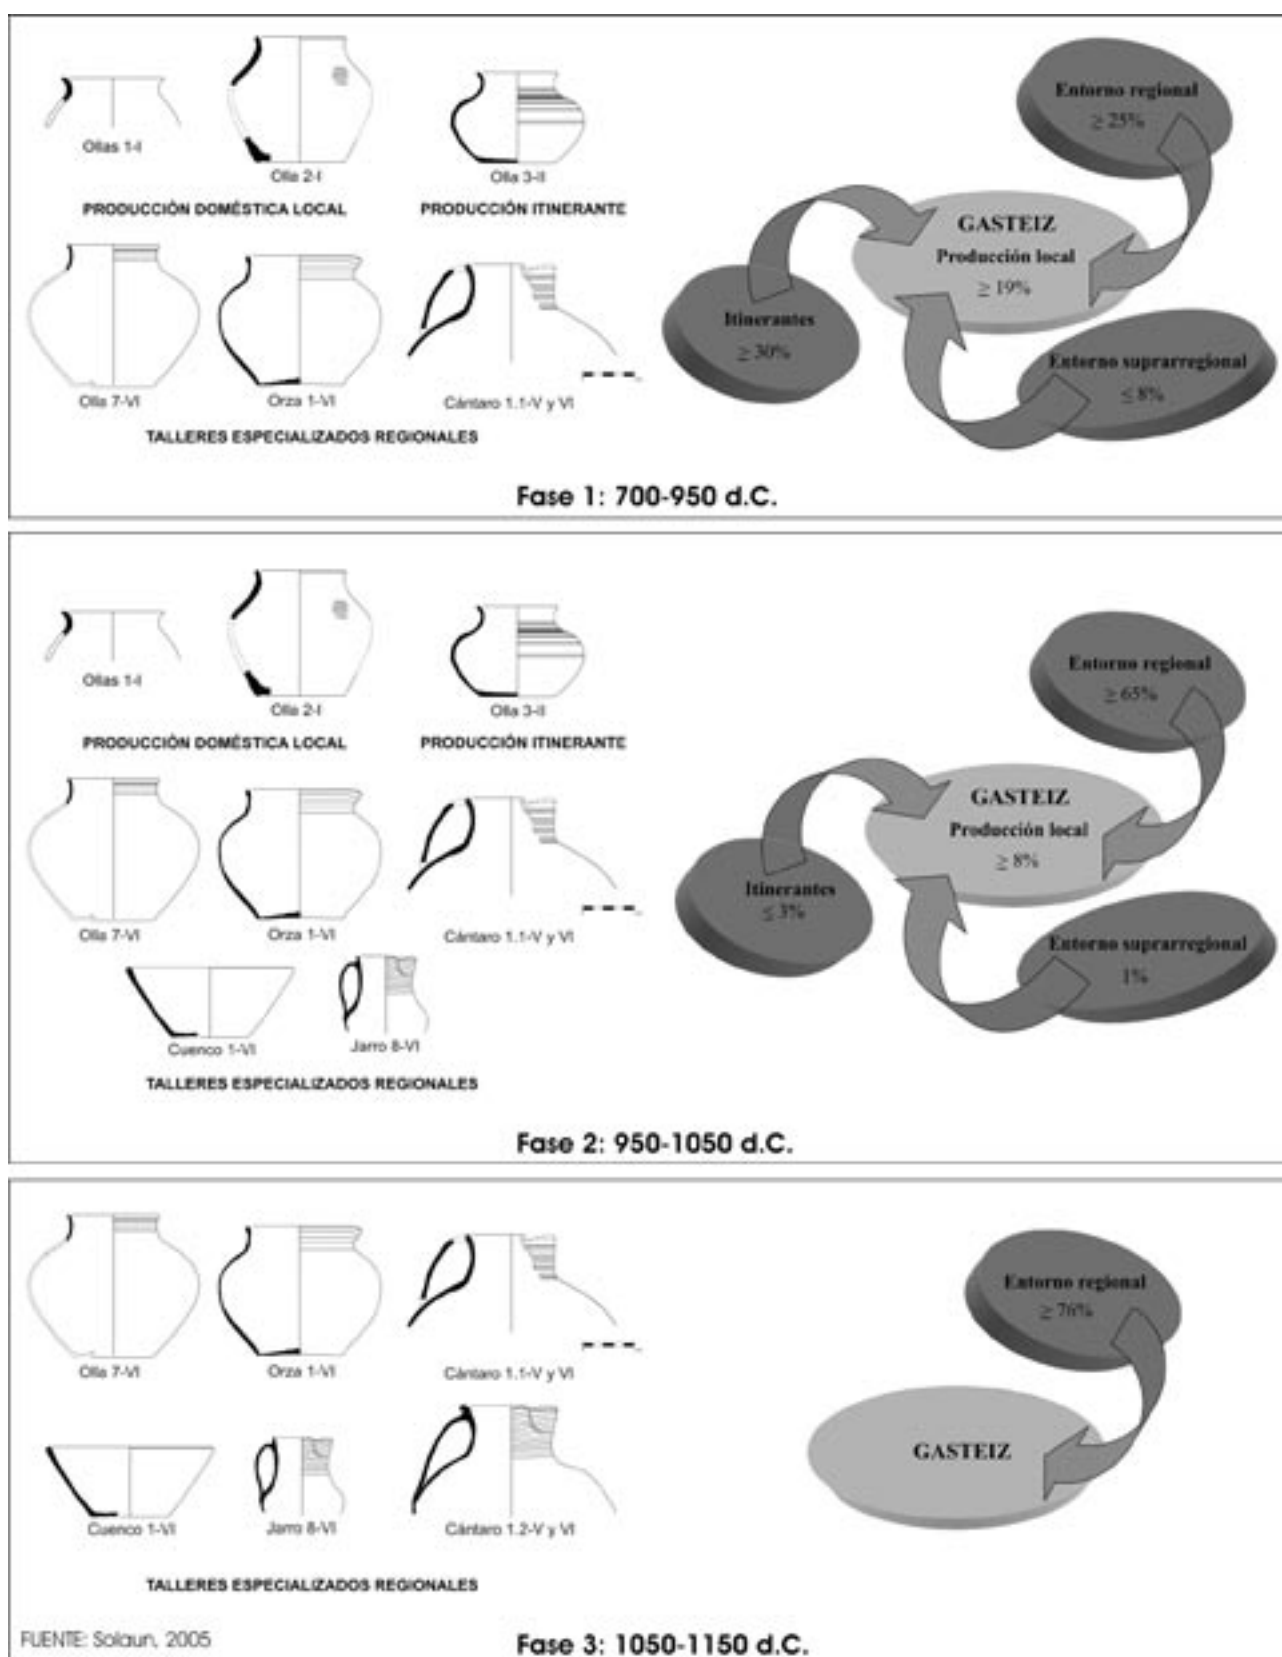 Ollas 1-I
Olla 2-I
Olla 3-II
PRODUCCIÓN DOMÉSTICA LOCAL
PRODUCCIÓN ITINERANTE
Olla 7-VI
Orza 1-VI
Cántaro 1.1-V y VI
TALLERES ESPECIALIZADOS REGIONALES
Entorno regional
≥ 25%
GASTEIZ
Producción local
≥ 19%
Itinerantes
≥ 30%
Entorno suprarregional
≤ 8%
Fase 1: 700-950 d.C.
Ollas 1-I
Olla 2-I
Olla 3-II
PRODUCCIÓN DOMÉSTICA LOCAL
PRODUCCIÓN ITINERANTE
Olla 7-VI
Orza 1-VI
Cántaro 1.1-V y VI
Cuenco 1-VI
Jarro 8-VI
TALLERES ESPECIALIZADOS REGIONALES
Entorno regional
≥ 65%
GASTEIZ
Producción local
≥ 8%
Itinerantes
≤ 3%
Entorno suprarregional
1%
Fase 2: 950-1050 d.C.
Olla 7-VI
Orza 1-VI
Cántaro 1.1-V y VI
Cuenco 1-VI
Jarro 8-VI
Cántaro 1.2-V y VI
TALLERES ESPECIALIZADOS REGIONALES
Entorno regional
≥ 76%
GASTEIZ
FUENTE: Solaun, 2005
Fase 3: 1050-1150 d.C.